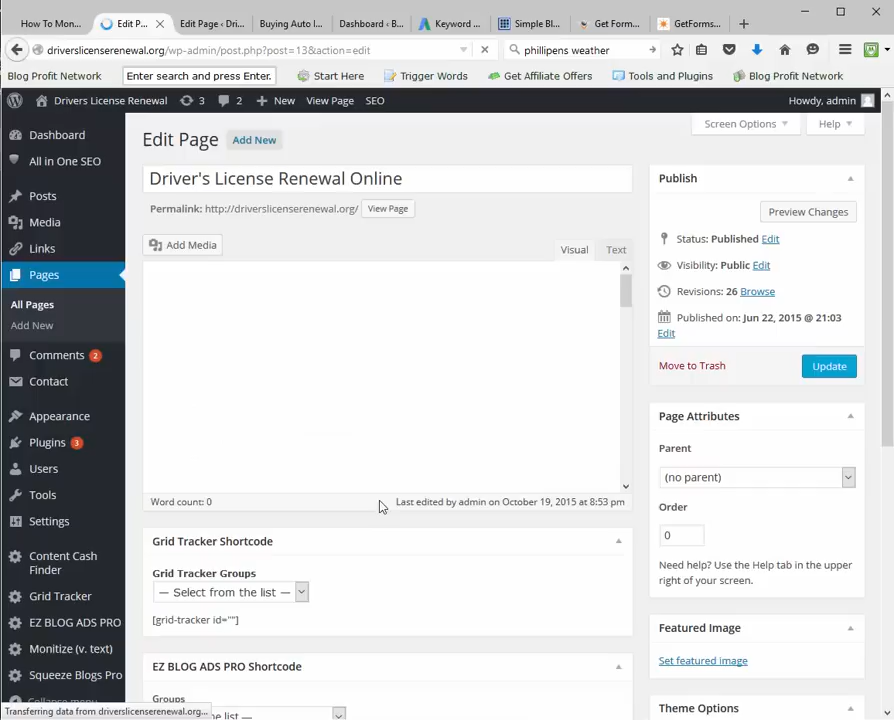 How To Mon...
Edit P...
Edit Page ‹ Dri...
Buying Auto I...
Dashboard ‹ B...
Keyword ...
Simple Bl...
Get Form...
GetForms...
driverslicenserenewal.org/wp-admin/post.php?post=13&action=edit
phillipens weather
Blog Profit Network
Enter search and press Enter.
Start Here
Trigger Words
Get Affiliate Offers
Tools and Plugins
Blog Profit Network
Drivers License Renewal
3
2
New
View Page
SEO
Howdy, admin
Dashboard
All in One SEO
Posts
Media
Links
Pages
All Pages
Add New
Comments 2
Contact
Appearance
Plugins 3
Users
Tools
Settings
Content Cash
Finder
Grid Tracker
EZ BLOG ADS PRO
Monitize (v. text)
Squeeze Blogs Pro
Collapse menu
Transferring data from driverslicenserenewal.org...
Screen Options
Help
Edit Page
Add New
Driver's License Renewal Online
Permalink: http://driverslicenserenewal.org/
View Page
Add Media
Visual
Text
Word count: 0
Last edited by admin on October 19, 2015 at 8:53 pm
Grid Tracker Shortcode
Grid Tracker Groups
— Select from the list —
[grid-tracker id=""]
EZ BLOG ADS PRO Shortcode
Groups
the list —
Publish
Preview Changes
Status: Published Edit
Visibility: Public Edit
Revisions: 26 Browse
Published on: Jun 22, 2015 @ 21:03
Edit
Move to Trash
Update
Page Attributes
Parent
(no parent)
Order
0
Need help? Use the Help tab in the upper
right of your screen.
Featured Image
Set featured image
Theme Options